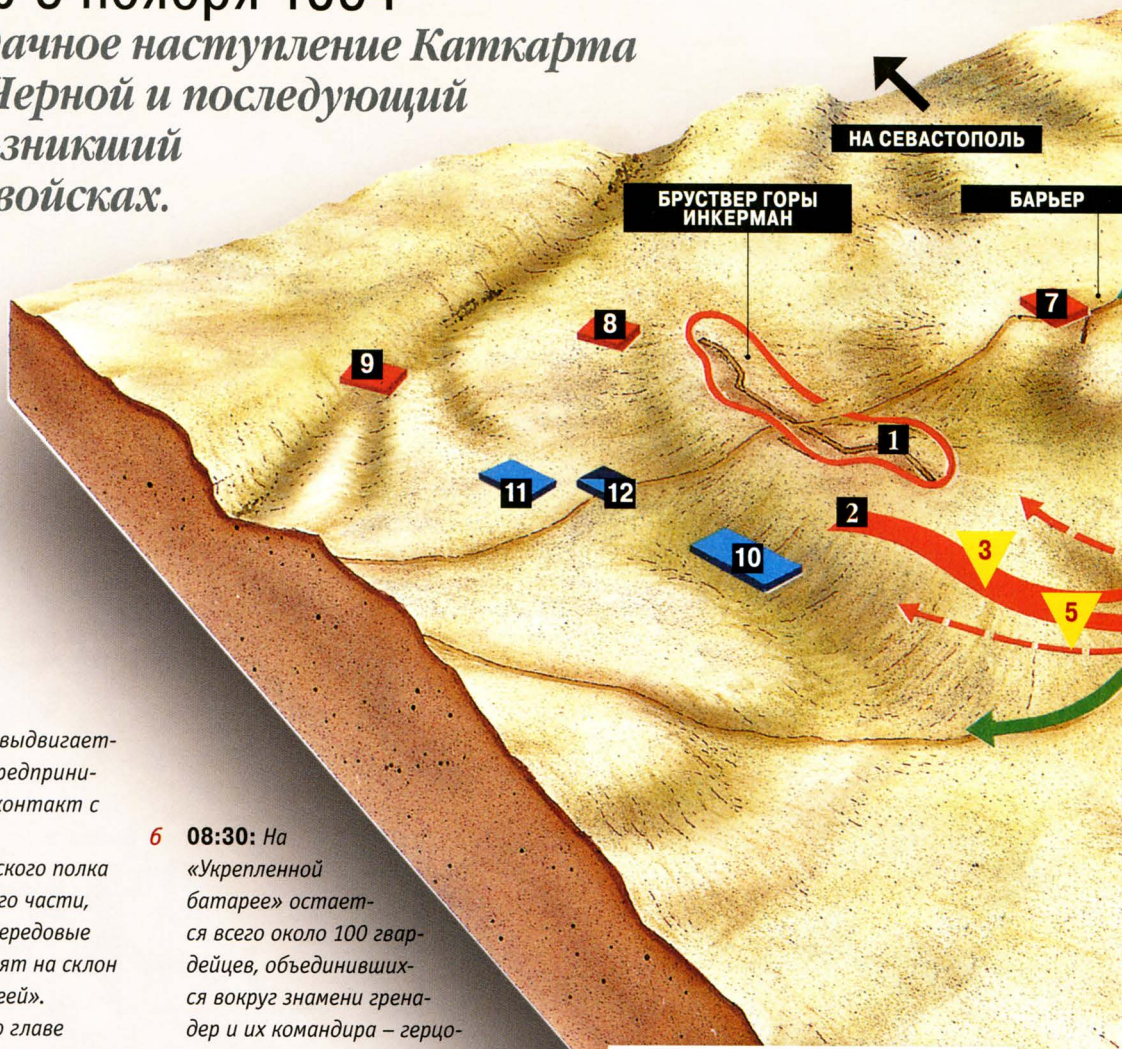 ачное наступление Каткарта
Черной и последующий
зникший
войсках.
НА СЕВАСТОПОЛЬ
БРУСТВЕР ГОРЫ
ИНКЕРМАН
БАРЬЕР
7
8
9
1
11
12
2
10
3
5
выдвигает-
редприни-
контакт с
ского полка
го части,
ередовые
ят на склон
еей».
о главе
6 08:30: На
«Укрепленной
батарее» остает-
ся всего около 100 гвар-
дейцев, объединивших-
ся вокруг знамени грена-
дер и их командира – герцо-